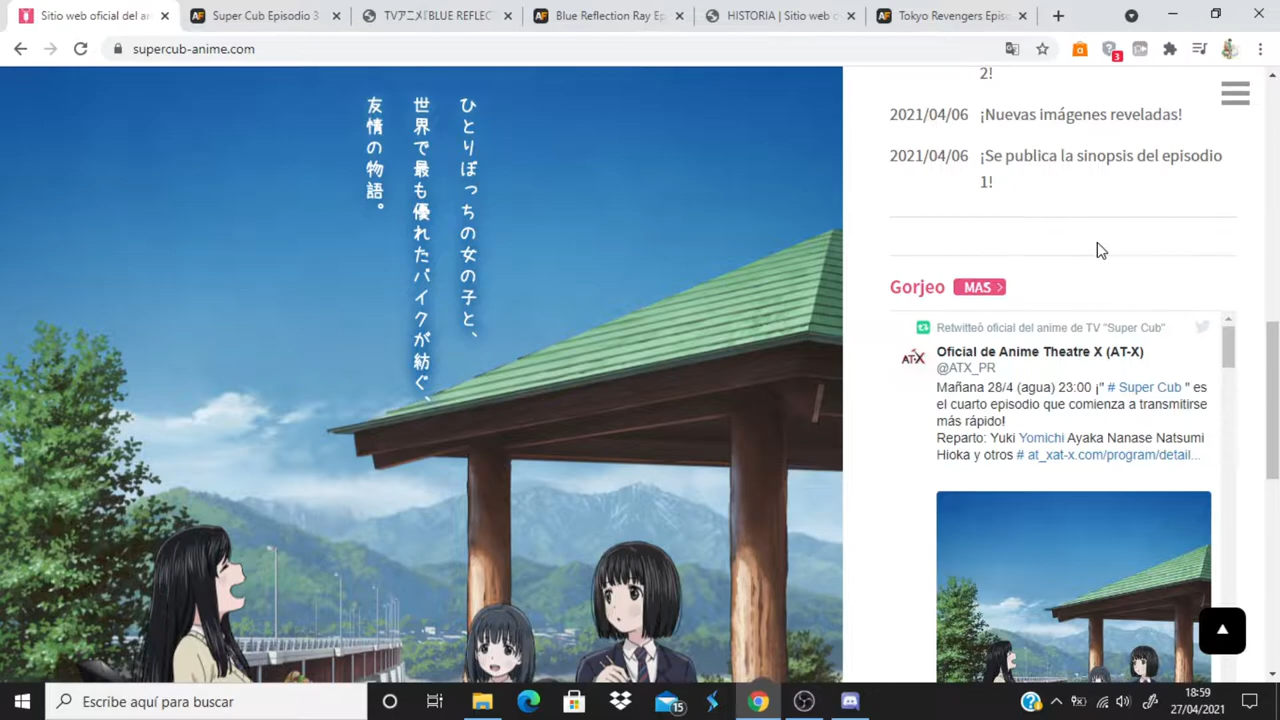 Sitio web oficial del an
Super Cub Episodio 3
TVアニメ『BLUE REFLEC
Blue Reflection Ray Ep
HISTORIA | Sitio web o
Tokyo Revengers Episo
supercub-anime.com
3
ひとりぼっちの女の子と、
世界で最も優れたバイクが紡ぐ、
友情の物語。
2!
2021/04/06 ¡Nuevas imágenes reveladas!
2021/04/06 ¡Se publica la sinopsis del episodio
1!
Gorjeo MAS >
Retwitteó oficial del anime de TV "Super Cub"
AT-X
Oficial de Anime Theatre X (AT-X)
@ATX_PR
Mañana 28/4 (agua) 23:00 ¡" # Super Cub " es
el cuarto episodio que comienza a transmitirse
más rápido!
Reparto: Yuki Yomichi Ayaka Nanase Natsumi
Hioka y otros # at_xat-x.com/program/detail...
Escribe aquí para buscar
15
18:59
27/04/2021